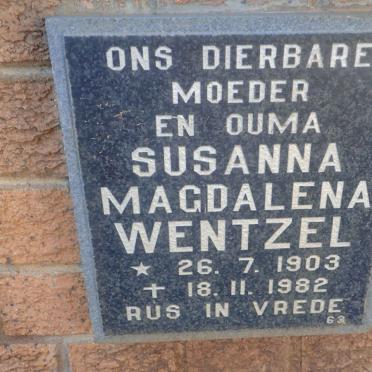 ONS DIERBARE
MOEDER
EN OUMA
SUSANNA
MAGDALENA
WENTZEL
★ 26. 7. 1903
✝ 18. 11. 1982
RUS IN VREDE
63